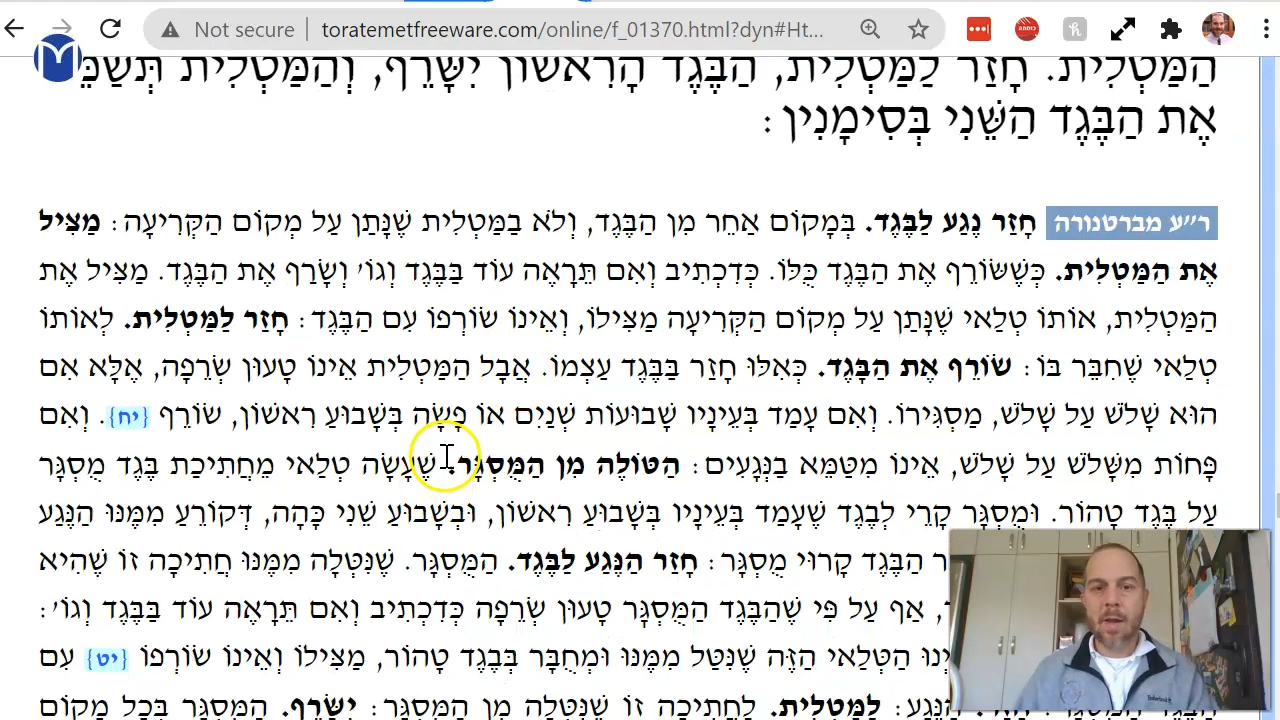 Not secure
toratemetfreeware.com/online/f_01370.html?dyn#Ht...
הַמַּטְלִית. חָזַר לַמַּטְלִית, הַבֶּגֶד הָרִאשׁוֹן יִשָּׂרֵף, וְהַמַּטְלִית תְּשַׁמֵּ
אֶת הַבֶּגֶד הַשֵּׁנִי בְּסִימָנִין :
ר״ע מברטנורה חָזַר נֶגַע לַבֶּגֶד. בְּמָקוֹם אַחֵר מִן הַבֶּגֶד, וְלֹא בַמַּטְלִית שֶׁנָּתַן עַל מְקוֹם הַקְּרִיעָה : מַצִּיל
אֶת הַמַּטְלִית. כְּשֶׁשּׂוֹרֵף אֶת הַבֶּגֶד כֻּלּוֹ. כְּדִכְתִיב וְאִם תֵּרָאֶה עוֹד בַּבֶּגֶד וְגוֹ׳ וְשָׂרַף אֶת הַבֶּגֶד. מַצִּיל אֶת
הַמַּטְלִית, אוֹתוֹ טְלַאי שֶׁנָּתַן עַל מְקוֹם הַקְּרִיעָה מַצִּילוֹ, וְאֵינוֹ שׂוֹרְפוֹ עִם הַבֶּגֶד : חָזַר לַמַּטְלִית. לְאוֹתוֹ
טְלַאי שֶׁחִבֵּר בּוֹ : שׂוֹרֵף אֶת הַבֶּגֶד. כְּאִלּוּ חָזַר בַּבֶּגֶד עַצְמוֹ. אֲבָל הַמַּטְלִית אֵינוֹ טָעוּן שְׂרֵפָה, אֶלָּא אִם
הוּא שָׁלֹשׁ עַל שָׁלֹשׁ, מַסְגִּירוֹ. וְאִם עָמַד בְּעֵינָיו שָׁבוּעוֹת שְׁנַיִם אוֹ פָשָׂה בְּשָׁבוּעַ רִאשׁוֹן, שׂוֹרֵף {יח}. וְאִם
פָּחוֹת מִשָּׁלֹשׁ עַל שָׁלֹשׁ, אֵינוֹ מִטַּמֵּא בַנְּגָעִים : הַטּוֹלֶה מִן הַמֻּסְגָּר. שֶׁעָשָׂה טְלַאי מֵחֲתִיכַת בֶּגֶד מֻסְגָּר
עַל בֶּגֶד טָהוֹר. וּמֻסְגָּר קָרֵי לְבֶגֶד שֶׁעָמַד בְּעֵינָיו בְּשָׁבוּעַ רִאשׁוֹן, וּבְשָׁבוּעַ שֵׁנִי כָּהָה, דְּקוֹרֵעַ מִמֶּנּוּ הַנֶּגַע
ר הַבֶּגֶד קָרוּי מֻסְגָּר : חָזַר הַנֶּגַע לַבֶּגֶד. הַמֻּסְגָּר. שֶׁנִּטְּלָה מִמֶּנּוּ חֲתִיכָה זוֹ שֶׁהִיא
, אַף עַל פִּי שֶׁהַבֶּגֶד הַמֻּסְגָּר טָעוּן שְׂרֵפָה כְּדִכְתִיב וְאִם תֵּרָאֶה עוֹד בַּבֶּגֶד וְגוֹ׳ :
ינוּ הַטְּלַאי הַזֶּה שֶׁנִּטַּל מִמֶּנּוּ וּמְחֻבָּר בְּבֶגֶד טָהוֹר, מַצִּילוֹ וְאֵינוֹ שׂוֹרְפוֹ {יט} עִם
הַנֶּגַע : לַמַּטְלִית. לַחֲתִיכָה זוֹ שֶׁנִּטְּלָה מִן הַמֻּסְגָּר : יִשָּׂרֵף. הַמֻּסְגָּר בְּכָל מָקוֹם